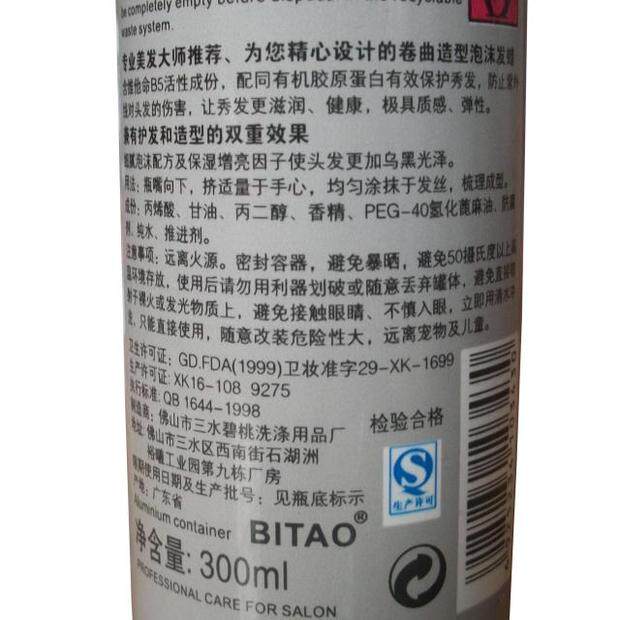 be completely empty before disposal in the recyclable
waste system.
专业美发大师推荐、为您精心设计的卷曲造型泡沫发蜡
含维他命B5活性成份，配同有机胶原蛋白有效保护秀发，防止紫外
线对头发的伤害，让秀发更滋润、健康，极具质感、弹性。
兼有护发和造型的双重效果
细腻泡沫配方及保湿增亮因子使头发更加乌黑光泽。
用法：瓶嘴向下，挤适量于手心，均匀涂抹于发丝，梳理成型。
成份：丙烯酸、甘油、丙二醇、香精、PEG-40氢化蓖麻油、防腐
剂、纯水、推进剂。
注意事项：远离火源。密封容器，避免暴晒，避免50摄氏度以上高
温环境存放，使用后请勿用利器划破或随意丢弃罐体，避免直接喷
射于裸火或发光物质上，避免接触眼睛、不慎入眼，立即用清水冲
洗，只能直接使用，随意改装危险性大，远离宠物及儿童。
卫生许可证：GD.FDA(1999)卫妆准字29-XK-1699
生产许可证：XK16-108 9275
执行标准：QB 1644-1998
制造商：佛山市三水碧桃洗涤用品厂
地址：佛山市三水区西南街石湖洲
裕曦工业园第九栋厂房
限期使用日期及生产批号：见瓶底标示
产地：广东省
检验合格
生产许可
Aluminium container BITAO®
净含量：300ml
PROFESSIONAL CARE FOR SALON